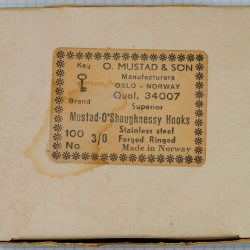 Key O. MUSTAD & SÖN
Manufacturers
OSLO - NORWAY
Qual. 34007
Brand Superior
Mustad-O'Shaughnessy Hooks
100 3/0 Stainless steel
No. Forged Ringed
Made in Norway